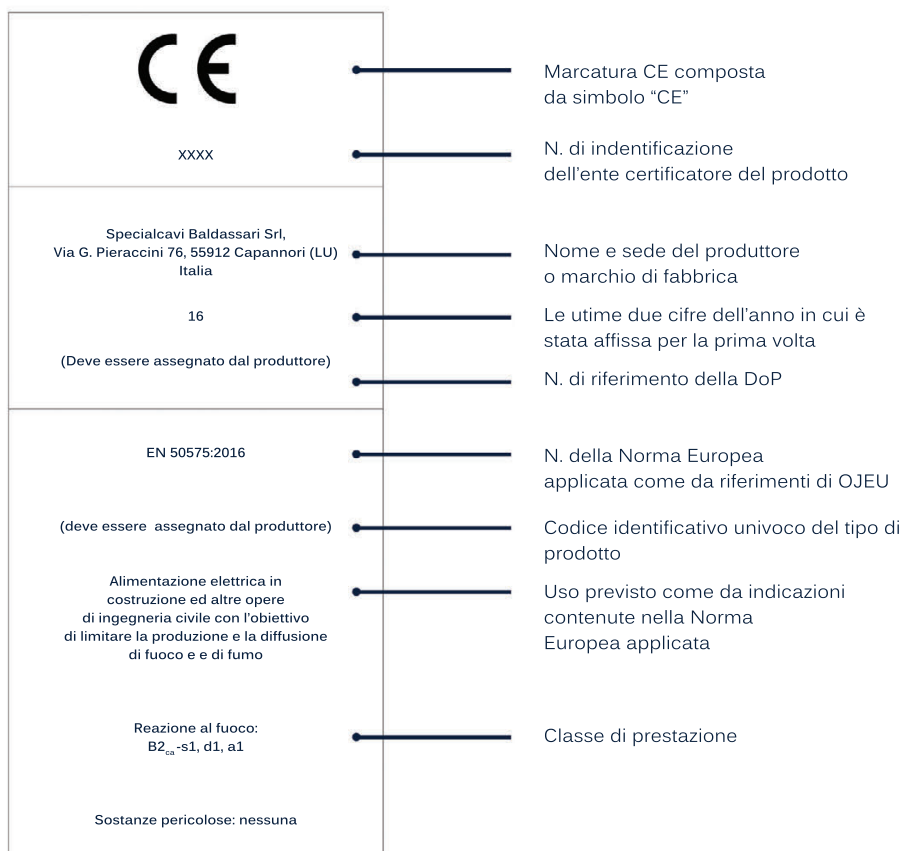 CE
Marcatura CE composta
da simbolo “CE”
XXXX
N. di indentificazione
dell’ente certificatore del prodotto
Specialcavi Baldassari Srl,
Via G. Pieraccini 76, 55912 Capannori (LU)
Italia
Nome e sede del produttore
o marchio di fabbrica
16
Le utime due cifre dell’anno in cui è
stata affissa per la prima volta
(Deve essere assegnato dal produttore)
N. di riferimento della DoP
EN 50575:2016
N. della Norma Europea
applicata come da riferimenti di OJEU
(deve essere assegnato dal produttore)
Codice identificativo univoco del tipo di
prodotto
Alimentazione elettrica in
costruzione ed altre opere
di ingegneria civile con l’obiettivo
di limitare la produzione e la diffusione
di fuoco e e di fumo
Uso previsto come da indicazioni
contenute nella Norma
Europea applicata
Reazione al fuoco:
B2ca-s1, d1, a1
Classe di prestazione
Sostanze pericolose: nessuna